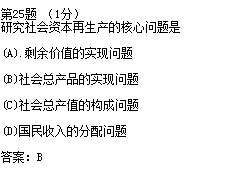 第25题 （1分）
研究社会资本再生产的核心问题是
(A).剩余价值的实现问题
(B)社会总产品的实现问题
(C)社会总产值的构成问题
(D)国民收入的分配问题
答案：B